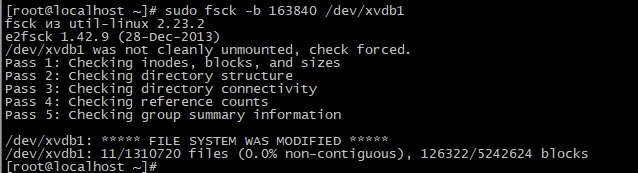 [root@localhost ~]# sudo fsck -b 163840 /dev/xvdb1
fsck из util-linux 2.23.2
e2fsck 1.42.9 (28-Dec-2013)
/dev/xvdb1 was not cleanly unmounted, check forced.
Pass 1: Checking inodes, blocks, and sizes
Pass 2: Checking directory structure
Pass 3: Checking directory connectivity
Pass 4: Checking reference counts
Pass 5: Checking group summary information
/dev/xvdb1: ***** FILE SYSTEM WAS MODIFIED *****
/dev/xvdb1: 11/1310720 files (0.0% non-contiguous), 126322/5242624 blocks
[root@localhost ~]#